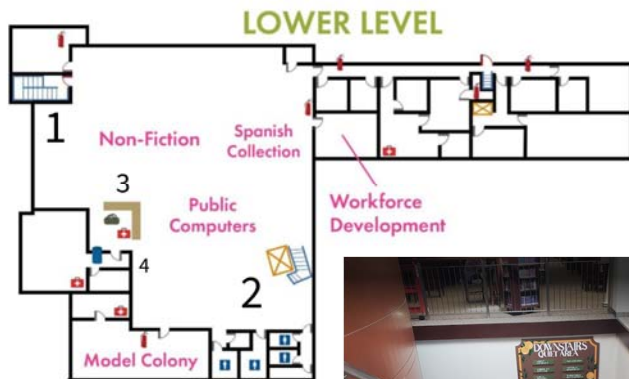 LOWER LEVEL
1
Non-Fiction
Spanish
Collection
3
Public
Computers
Workforce
Development
4
2
Model Colony
DOWNSTAIRS
QUIET AREA